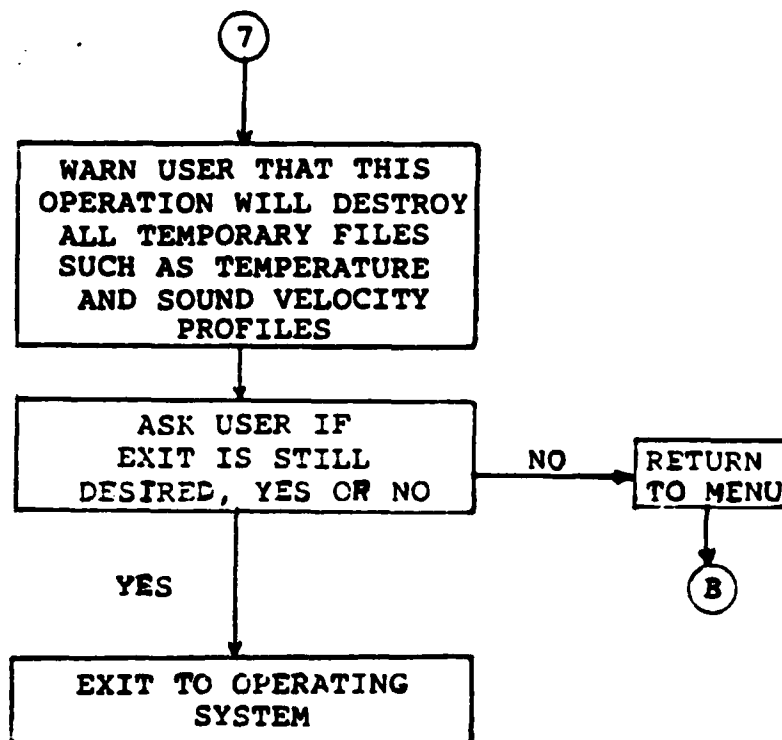 7
WARN USER THAT THIS
OPERATION WILL DESTROY
ALL TEMPORARY FILES
SUCH AS TEMPERATURE
AND SOUND VELOCITY
PROFILES
ASK USER IF
EXIT IS STILL
DESIRED, YES OR NO
NO
RETURN
TO MENU
YES
B
EXIT TO OPERATING
SYSTEM